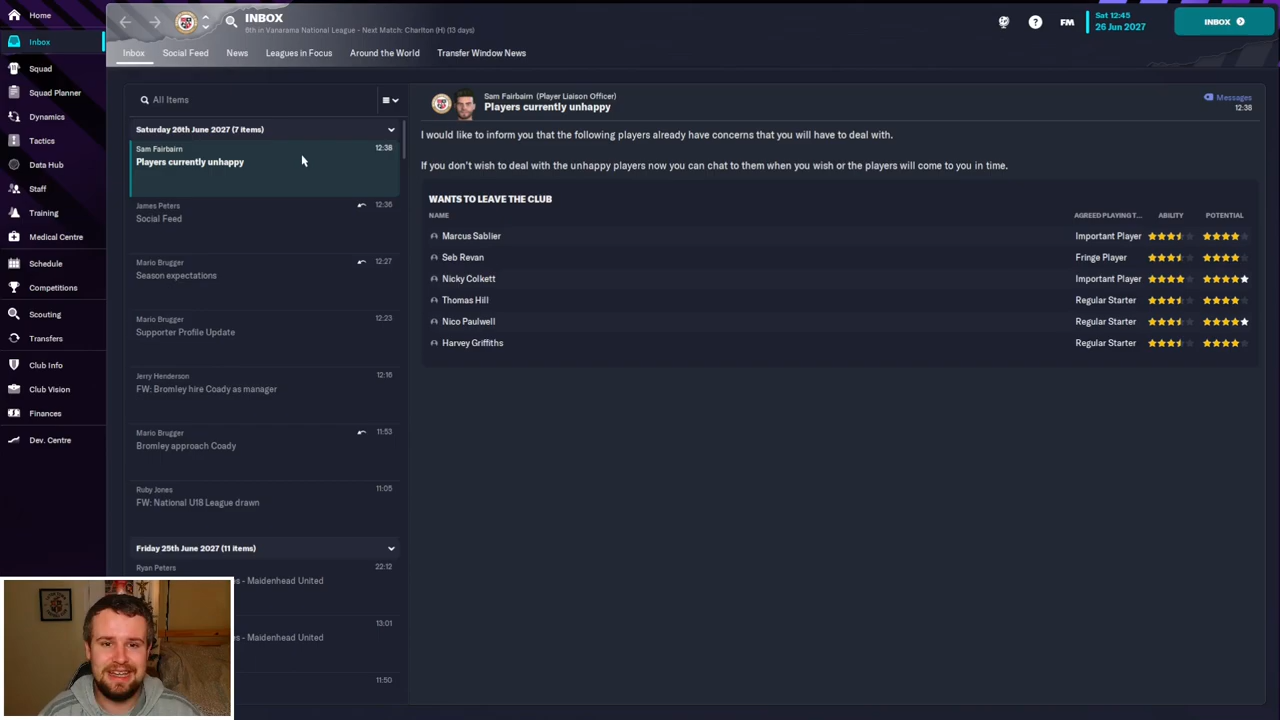 Home
Inbox
Squad
Squad Planner
Dynamics
Tactics
Data Hub
Staff
Training
Medical Centre
Schedule
Competitions
Scouting
Transfers
Club Info
Club Vision
Finances
Dev. Centre
INBOX
6th in Vanarama National League - Next Match: Charlton (H) (13 days)
FM
Sat 12:45
26 Jun 2027
INBOX
Inbox
Social Feed
News
Leagues in Focus
Around the World
Transfer Window News
All Items
Saturday 26th June 2027 (7 items)
Sam Fairbairn 12:38
Players currently unhappy
James Peters 12:36
Social Feed
Mario Brugger 12:27
Season expectations
Mario Brugger 12:23
Supporter Profile Update
Jerry Henderson 12:16
FW: Bromley hire Coady as manager
Mario Brugger 11:53
Bromley approach Coady
Ruby Jones 11:05
FW: National U18 League drawn
Friday 25th June 2027 (11 items)
Ryan Peters 22:12
- Maidenhead United
13:01
- Maidenhead United
11:50
Sam Fairbairn (Player Liaison Officer)
Players currently unhappy
Messages
12:38
I would like to inform you that the following players already have concerns that you will have to deal with.
If you don't wish to deal with the unhappy players now you can chat to them when you wish or the players will come to you in time.
WANTS TO LEAVE THE CLUB
NAME AGREED PLAYING T... ABILITY POTENTIAL
Marcus Sablier Important Player
Seb Revan Fringe Player
Nicky Colkett Important Player
Thomas Hill Regular Starter
Nico Paulwell Regular Starter
Harvey Griffiths Regular Starter